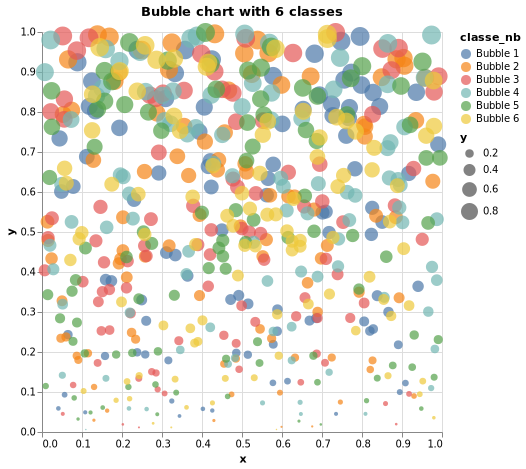 Bubble chart with 6 classes
classe_nb
Bubble 1
Bubble 2
Bubble 3
Bubble 4
Bubble 5
Bubble 6
y
0.2
0.4
0.6
0.8
y
1.0
0.9
0.8
0.7
0.6
0.5
0.4
0.3
0.2
0.1
0.0
0.0 0.1 0.2 0.3 0.4 0.5 0.6 0.7 0.8 0.9 1.0
x